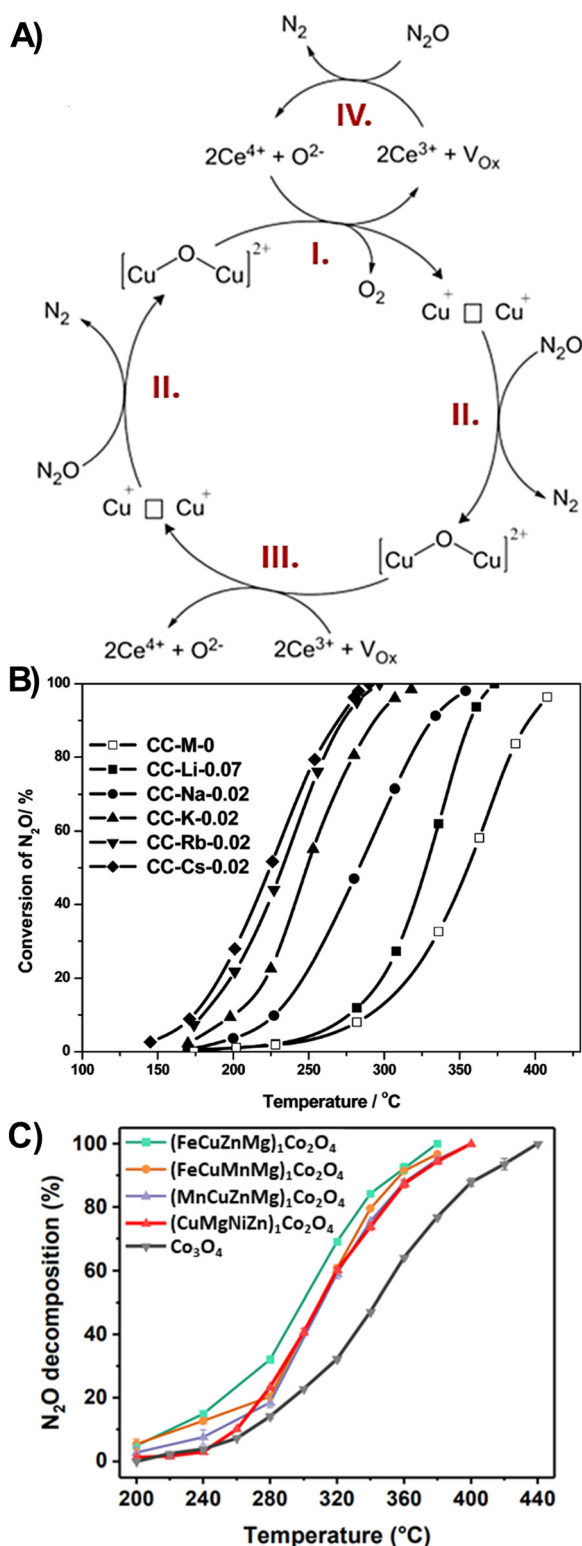 A)
N₂ N₂O
IV.
2Ce⁴⁺ + O²⁻ 2Ce³⁺ + V_Ox
[Cu O Cu]²⁺
I.
O₂
Cu⁺ □ Cu⁺
N₂
II.
N₂O
N₂O
II.
N₂
Cu⁺ □ Cu⁺
III.
[Cu O Cu]²⁺
2Ce⁴⁺ + O²⁻ 2Ce³⁺ + V_Ox
B)
100
80
60
40
20
0
Conversion of N₂O/ %
CC-M-0
CC-Li-0.07
CC-Na-0.02
CC-K-0.02
CC-Rb-0.02
CC-Cs-0.02
100 150 200 250 300 350 400
Temperature / °C
C)
100
80
60
40
20
0
N₂O decomposition (%)
(FeCuZnMg)₁Co₂O₄
(FeCuMnMg)₁Co₂O₄
(MnCuZnMg)₁Co₂O₄
(CuMgNiZn)₁Co₂O₄
Co₃O₄
200 240 280 320 360 400 440
Temperature (°C)